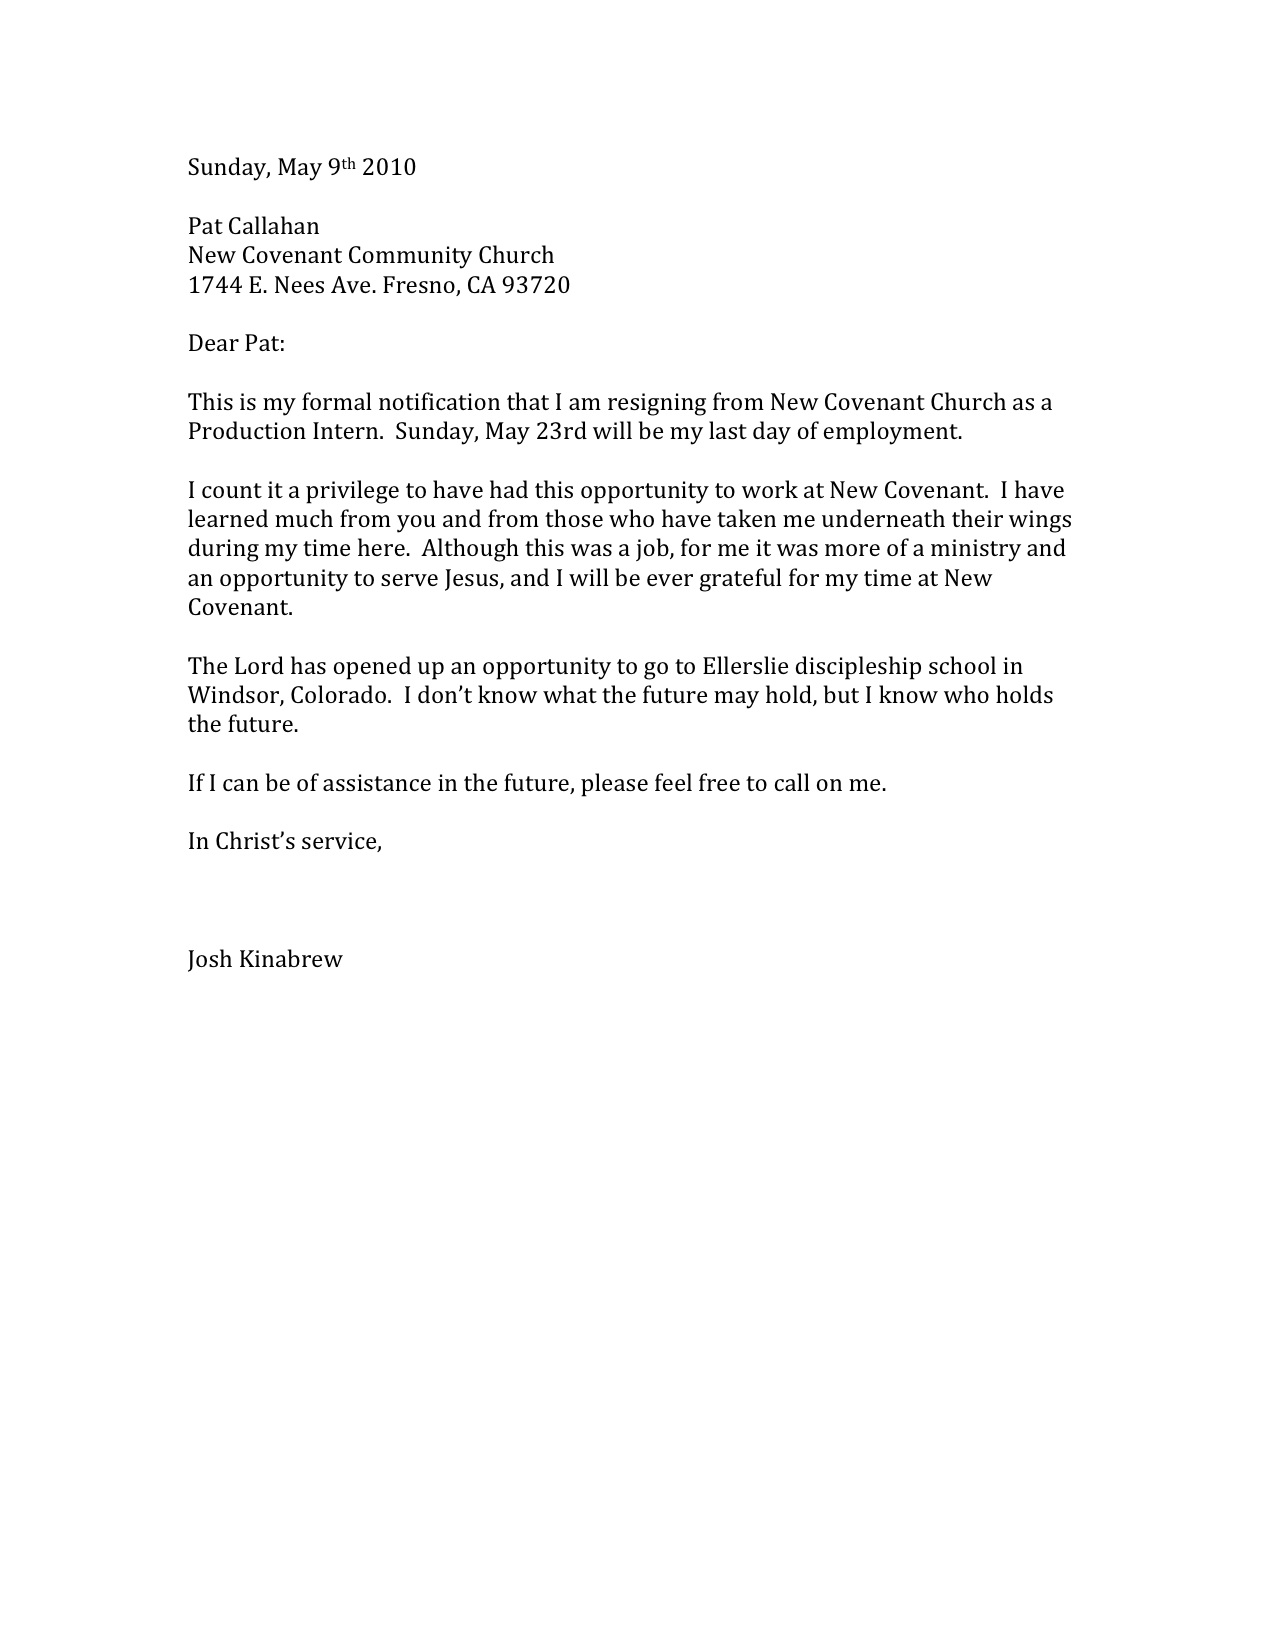 Sunday, May 9th 2010
Pat Callahan
New Covenant Community Church
1744 E. Nees Ave. Fresno, CA 93720
Dear Pat:
This is my formal notification that I am resigning from New Covenant Church as a
Production Intern.  Sunday, May 23rd will be my last day of employment.
I count it a privilege to have had this opportunity to work at New Covenant.  I have
learned much from you and from those who have taken me underneath their wings
during my time here.  Although this was a job, for me it was more of a ministry and
an opportunity to serve Jesus, and I will be ever grateful for my time at New
Covenant.
The Lord has opened up an opportunity to go to Ellerslie discipleship school in
Windsor, Colorado.  I don’t know what the future may hold, but I know who holds
the future.
If I can be of assistance in the future, please feel free to call on me.
In Christ’s service,
Josh Kinabrew